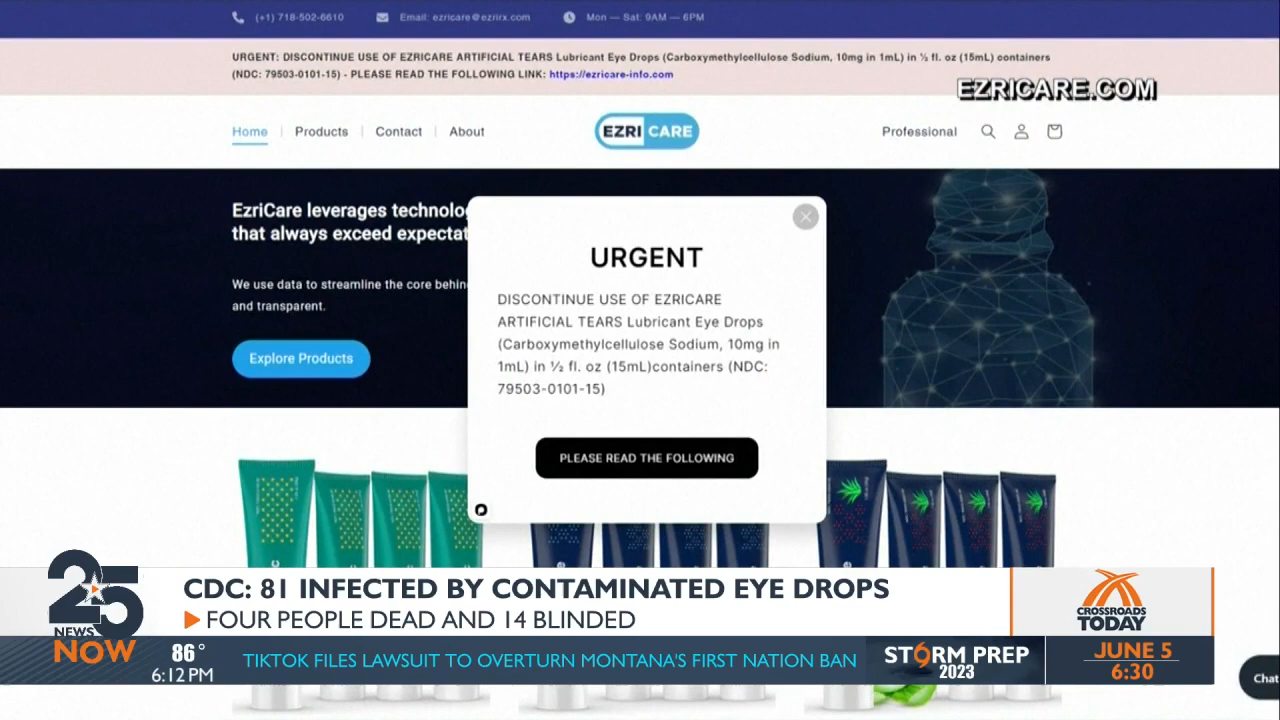 (+1) 718-502-6610
Email: ezricare@ezrirx.com
Mon — Sat: 9AM — 6PM
URGENT: DISCONTINUE USE OF EZRICARE ARTIFICIAL TEARS Lubricant Eye Drops (Carboxymethylcellulose Sodium, 10mg in 1mL) in ½ fl. oz (15mL) containers
(NDC: 79503-0101-15) - PLEASE READ THE FOLLOWING LINK: https://ezricare-info.com
EZRICARE.COM
Home
Products
Contact
About
EZRI CARE
Professional
EzriCare leverages technolo
that always exceed expectat
We use data to streamline the core behin
and transparent.
Explore Products
URGENT
DISCONTINUE USE OF EZRICARE
ARTIFICIAL TEARS Lubricant Eye Drops
(Carboxymethylcellulose Sodium, 10mg in
1mL) in ½ fl. oz (15mL)containers (NDC:
79503-0101-15)
PLEASE READ THE FOLLOWING
25
NEWS
NOW
CDC: 81 INFECTED BY CONTAMINATED EYE DROPS
FOUR PEOPLE DEAD AND 14 BLINDED
CROSSROADS
TODAY
86°
6:12 PM
TIKTOK FILES LAWSUIT TO OVERTURN MONTANA'S FIRST NATION BAN
STORM PREP
2023
JUNE 5
6:30
Chat